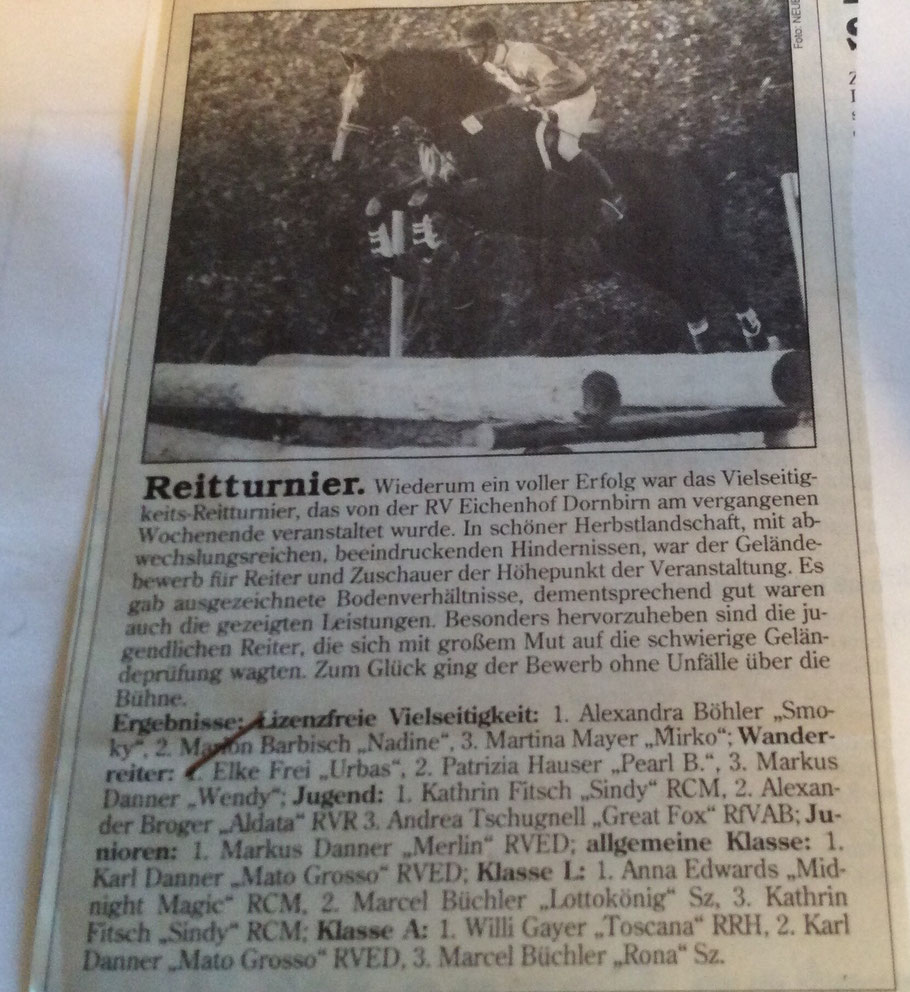 Foto: NEUE
Reitturnier. Wiederum ein voller Erfolg war das Vielseitig-
keits-Reitturnier, das von der RV Eichenhof Dornbirn am vergangenen
Wochenende veranstaltet wurde. In schöner Herbstlandschaft, mit ab-
wechslungsreichen, beeindruckenden Hindernissen, war der Gelände-
bewerb für Reiter und Zuschauer der Höhepunkt der Veranstaltung. Es
gab ausgezeichnete Bodenverhältnisse, dementsprechend gut waren
auch die gezeigten Leistungen. Besonders hervorzuheben sind die ju-
gendlichen Reiter, die sich mit großem Mut auf die schwierige Gelän-
deprüfung wagten. Zum Glück ging der Bewerb ohne Unfälle über die
Bühne.
Ergebnisse: Lizenzfreie Vielseitigkeit: 1. Alexandra Böhler „Smo-
ky“, 2. Marion Barbisch „Nadine“, 3. Martina Mayer „Mirko“; Wander-
reiter: 1. Elke Frei „Urbas“, 2. Patrizia Hauser „Pearl B.“, 3. Markus
Danner „Wendy“; Jugend: 1. Kathrin Fitsch „Sindy“ RCM, 2. Alexan-
der Broger „Aldata“ RVR 3. Andrea Tschugnell „Great Fox“ RfVAB; Ju-
nioren: 1. Markus Danner „Merlin“ RVED; allgemeine Klasse: 1.
Karl Danner „Mato Grosso“ RVED; Klasse L: 1. Anna Edwards „Mid-
night Magic“ RCM, 2. Marcel Büchler „Lottokönig“ Sz, 3. Kathrin
Fitsch „Sindy“ RCM; Klasse A: 1. Willi Gayer „Toscana“ RRH, 2. Karl
Danner „Mato Grosso“ RVED, 3. Marcel Büchler „Rona“ Sz.